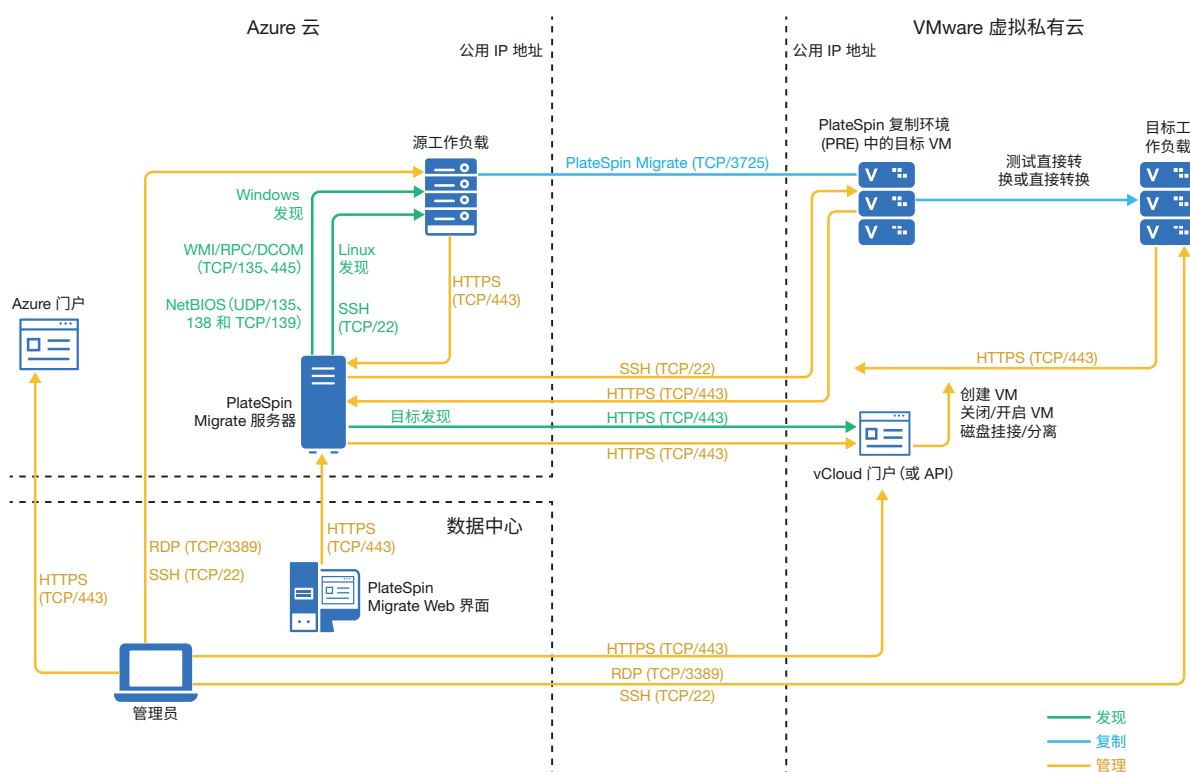 Azure 云
VMware 虚拟私有云
公用 IP 地址
公用 IP 地址
源工作负载
PlateSpin 复制环境
(PRE) 中的目标 VM
目标工
作负载
PlateSpin Migrate (TCP/3725)
测试直接转
换或直接转换
Windows
发现
WMI/RPC/DCOM
(TCP/135、445)
Linux
发现
NetBIOS (UDP/135、
138 和 TCP/139)
SSH
(TCP/22)
HTTPS
(TCP/443)
Azure 门户
PlateSpin
Migrate 服务器
SSH (TCP/22)
HTTPS (TCP/443)
HTTPS (TCP/443)
目标发现
HTTPS (TCP/443)
HTTPS (TCP/443)
创建 VM
关闭/开启 VM
磁盘挂接/分离
vCloud 门户 (或 API)
数据中心
HTTPS
(TCP/443)
RDP (TCP/3389)
SSH (TCP/22)
HTTPS
(TCP/443)
PlateSpin
Migrate Web 界面
HTTPS (TCP/443)
RDP (TCP/3389)
SSH (TCP/22)
管理员
发现
复制
管理